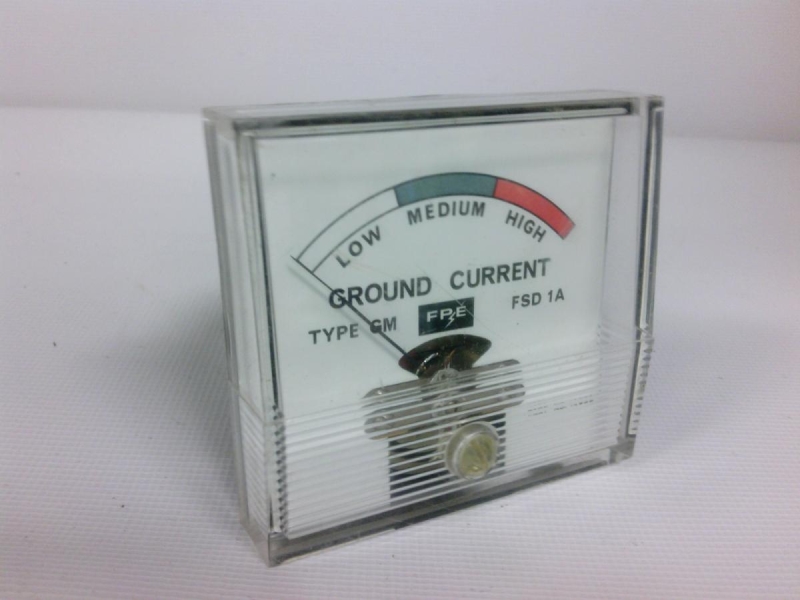 LOW MEDIUM HIGH
GROUND CURRENT
TYPE GM FPE FSD 1A